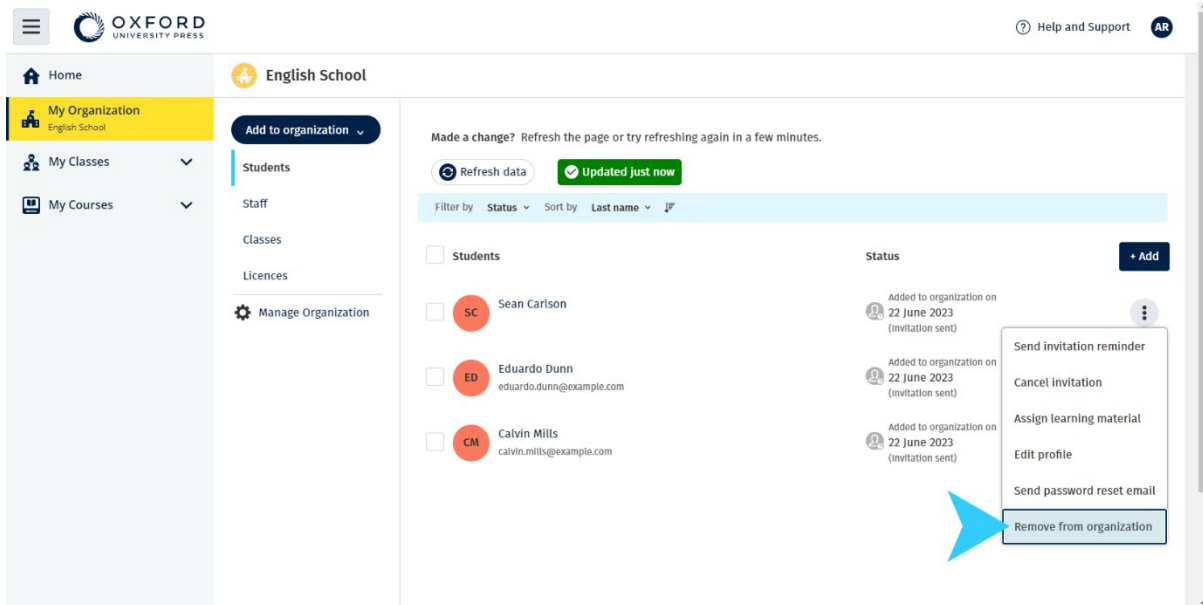 OXFORD
UNIVERSITY PRESS
Help and Support
AR
Home
My Organization
English School
My Classes
My Courses
English School
Add to organization
Students
Staff
Classes
Licences
Manage Organization
Made a change? Refresh the page or try refreshing again in a few minutes.
Refresh data
Updated just now
Filter by Status Sort by Last name
Students Status + Add
SC
Sean Carlson
Added to organization on
22 June 2023
(Invitation sent)
ED
Eduardo Dunn
eduardo.dunn@example.com
Added to organization on
22 June 2023
(Invitation sent)
CM
Calvin Mills
calvin.mills@example.com
Added to organization on
22 June 2023
(Invitation sent)
Send invitation reminder
Cancel invitation
Assign learning material
Edit profile
Send password reset email
Remove from organization